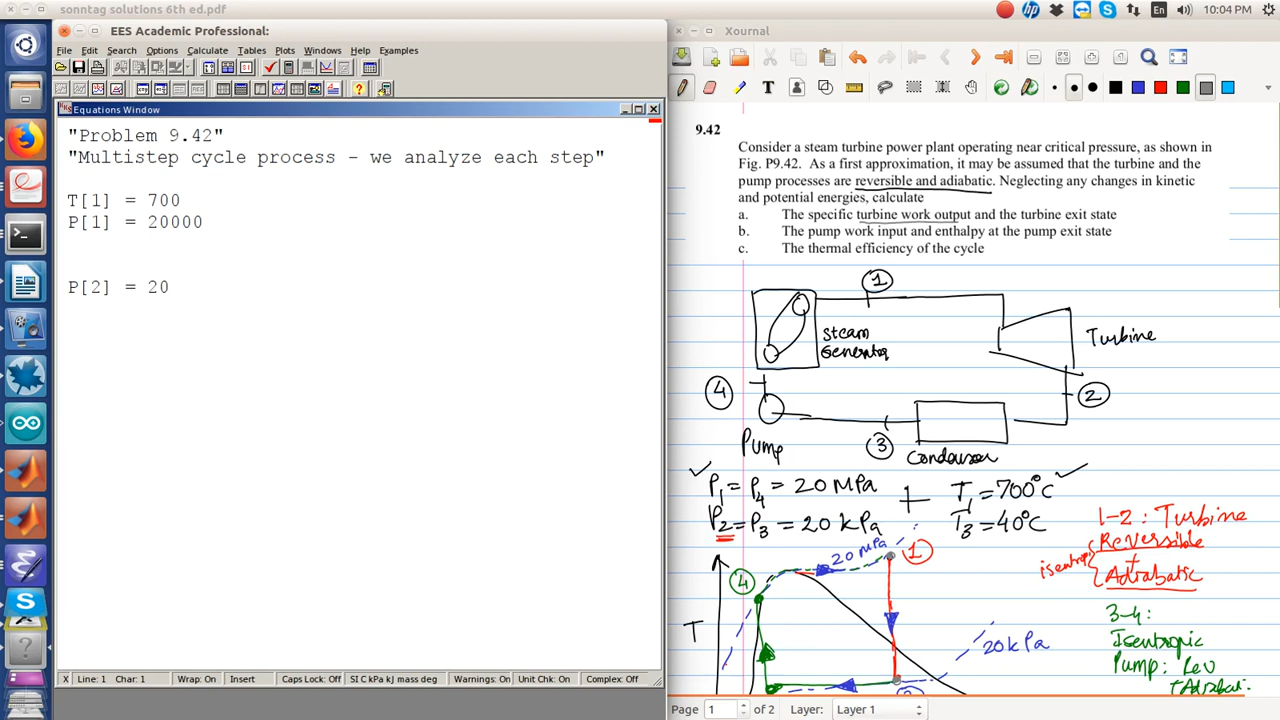 sonntag solutions 6th ed.pdf
En
10:04 PM
EES Academic Professional:
Xournal
File Edit Search Options Calculate Tables Plots Windows Help Examples
Equations Window
"Problem 9.42"
"Multistep cycle process - we analyze each step"
T[1] = 700
P[1] = 20000
P[2] = 20
X Line: 1 Char: 1 Wrap: On Insert Caps Lock: Off SI C kPa kJ mass deg Warnings: On Unit Chk: On Complex: Off
9.42
Consider a steam turbine power plant operating near critical pressure, as shown in
Fig. P9.42. As a first approximation, it may be assumed that the turbine and the
pump processes are reversible and adiabatic. Neglecting any changes in kinetic
and potential energies, calculate
a. The specific turbine work output and the turbine exit state
b. The pump work input and enthalpy at the pump exit state
c. The thermal efficiency of the cycle
1
Steam
Generator
Turbine
4
2
Pump
3
Condenser
P1 = P4 = 20 MPa + T1 = 700°C
P2 = P3 = 20 kPa T3 = 40°C
20 MPa
1
4
T
20 kPa
1-2: Turbine
Reversible
+
isentropic
Adiabatic
3-4:
Isentropic
Pump: Rev
+Adiabati
Page 1 of 2 Layer: Layer 1